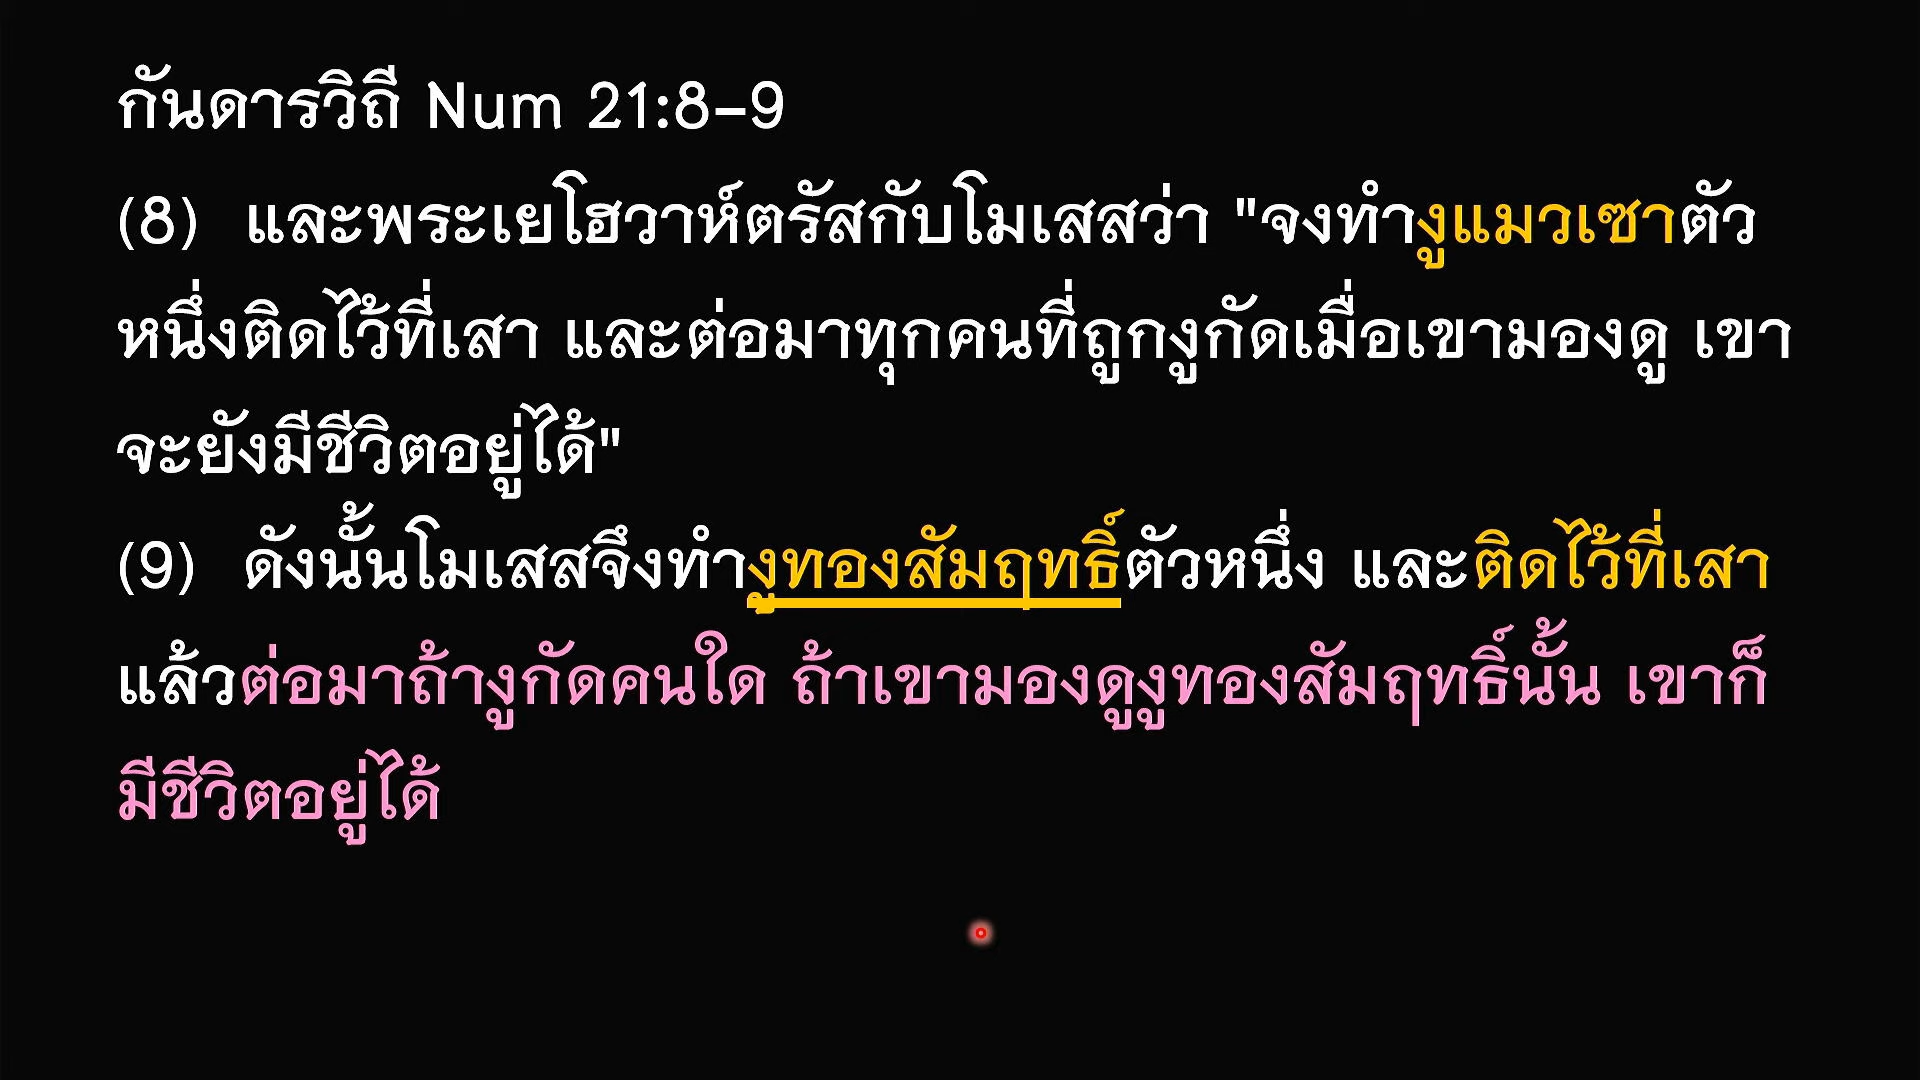 กันดารวิถี Num 21:8-9
(8) และพระเยโฮวาห์ตรัสกับโมเสสว่า "จงทำงูแมวเซาตัว
หนึ่งติดไว้ที่เสา และต่อมาทุกคนที่ถูกงูกัดเมื่อเขามองดู เขา
จะยังมีชีวิตอยู่ได้"
(9) ดังนั้นโมเสสจึงทำงูทองสัมฤทธิ์ตัวหนึ่ง และติดไว้ที่เสา
แล้วต่อมาถ้างูกัดคนใด ถ้าเขามองดูงูทองสัมฤทธิ์นั้น เขาก็
มีชีวิตอยู่ได้